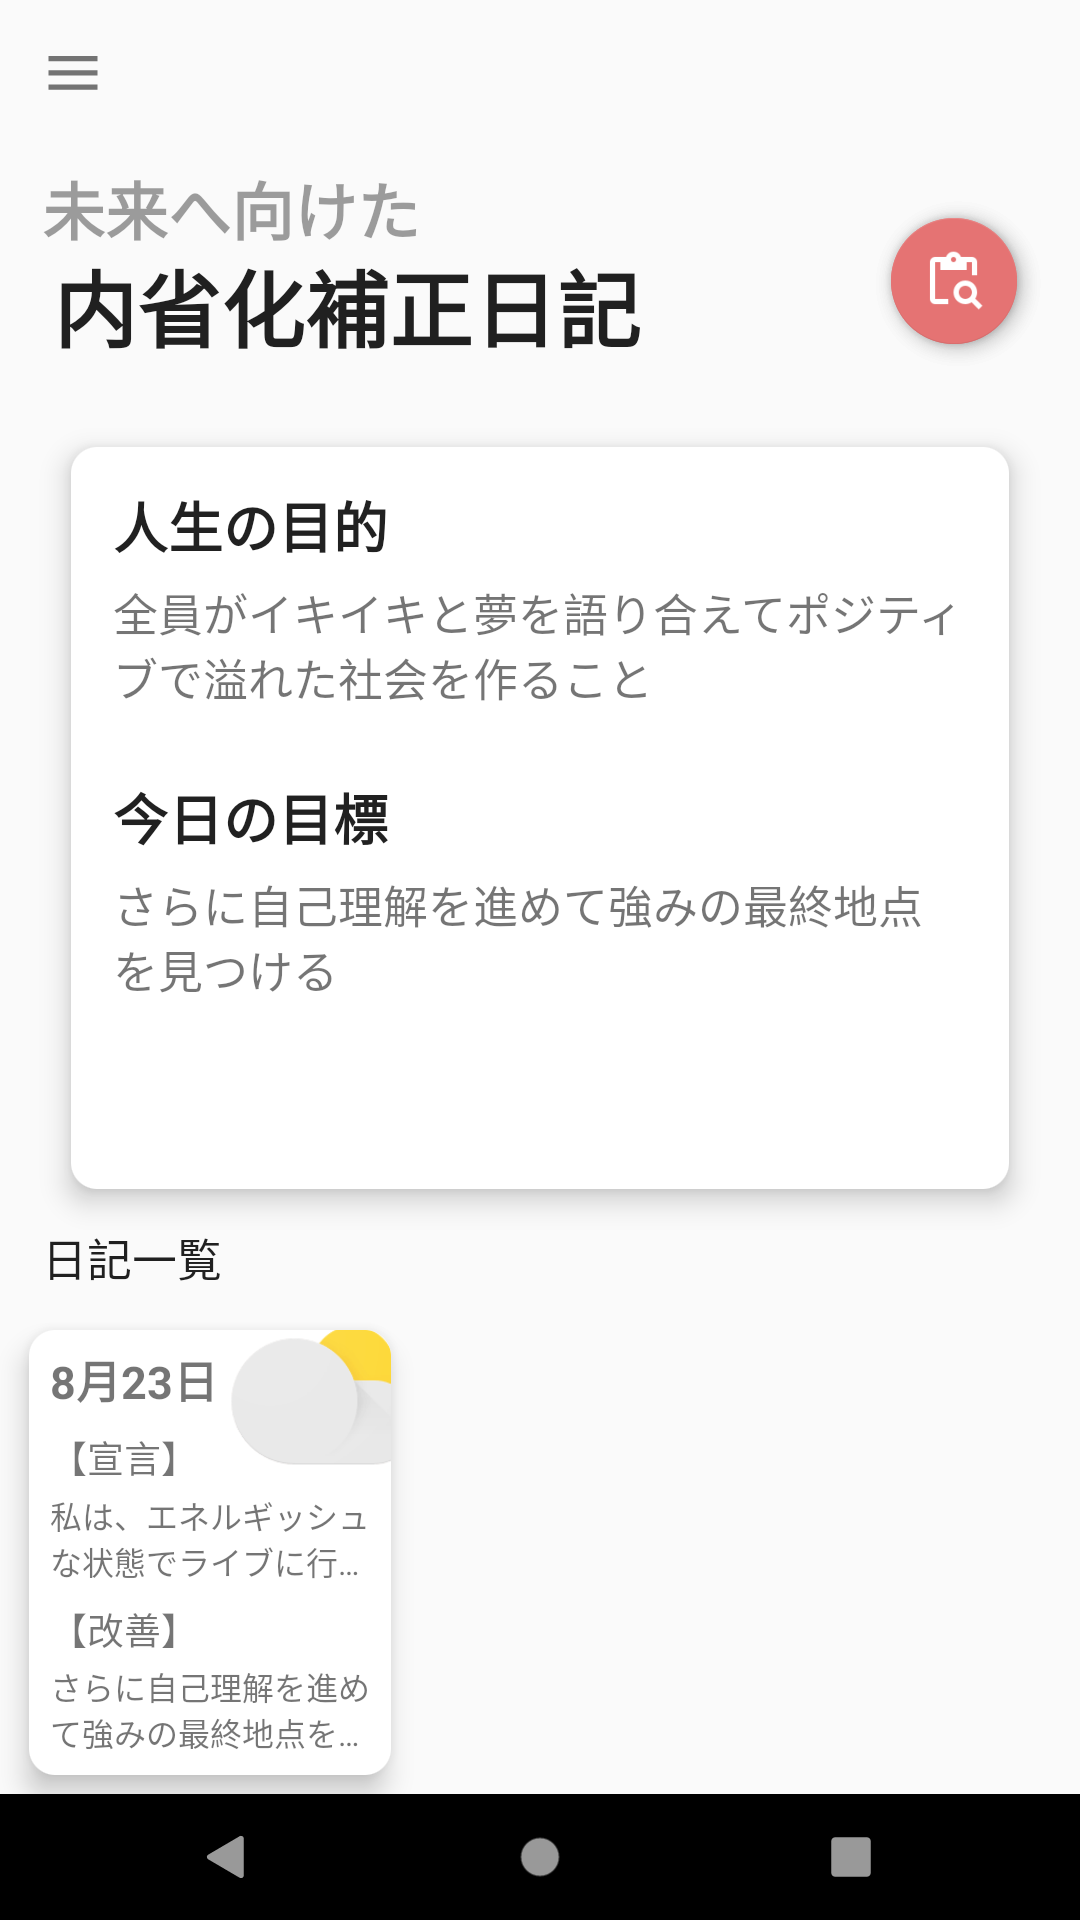 未来へ向けた
内省化補正日記
人生の目的
全員がイキイキと夢を語り合えてポジティ
ブで溢れた社会を作ること
今日の目標
さらに自己理解を進めて強みの最終地点
を見つける
日記一覧
8月23日
【宣言】
私は、エネルギッシュ
な状態でライブに行...
【改善】
さらに自己理解を進め
て強みの最終地点を...